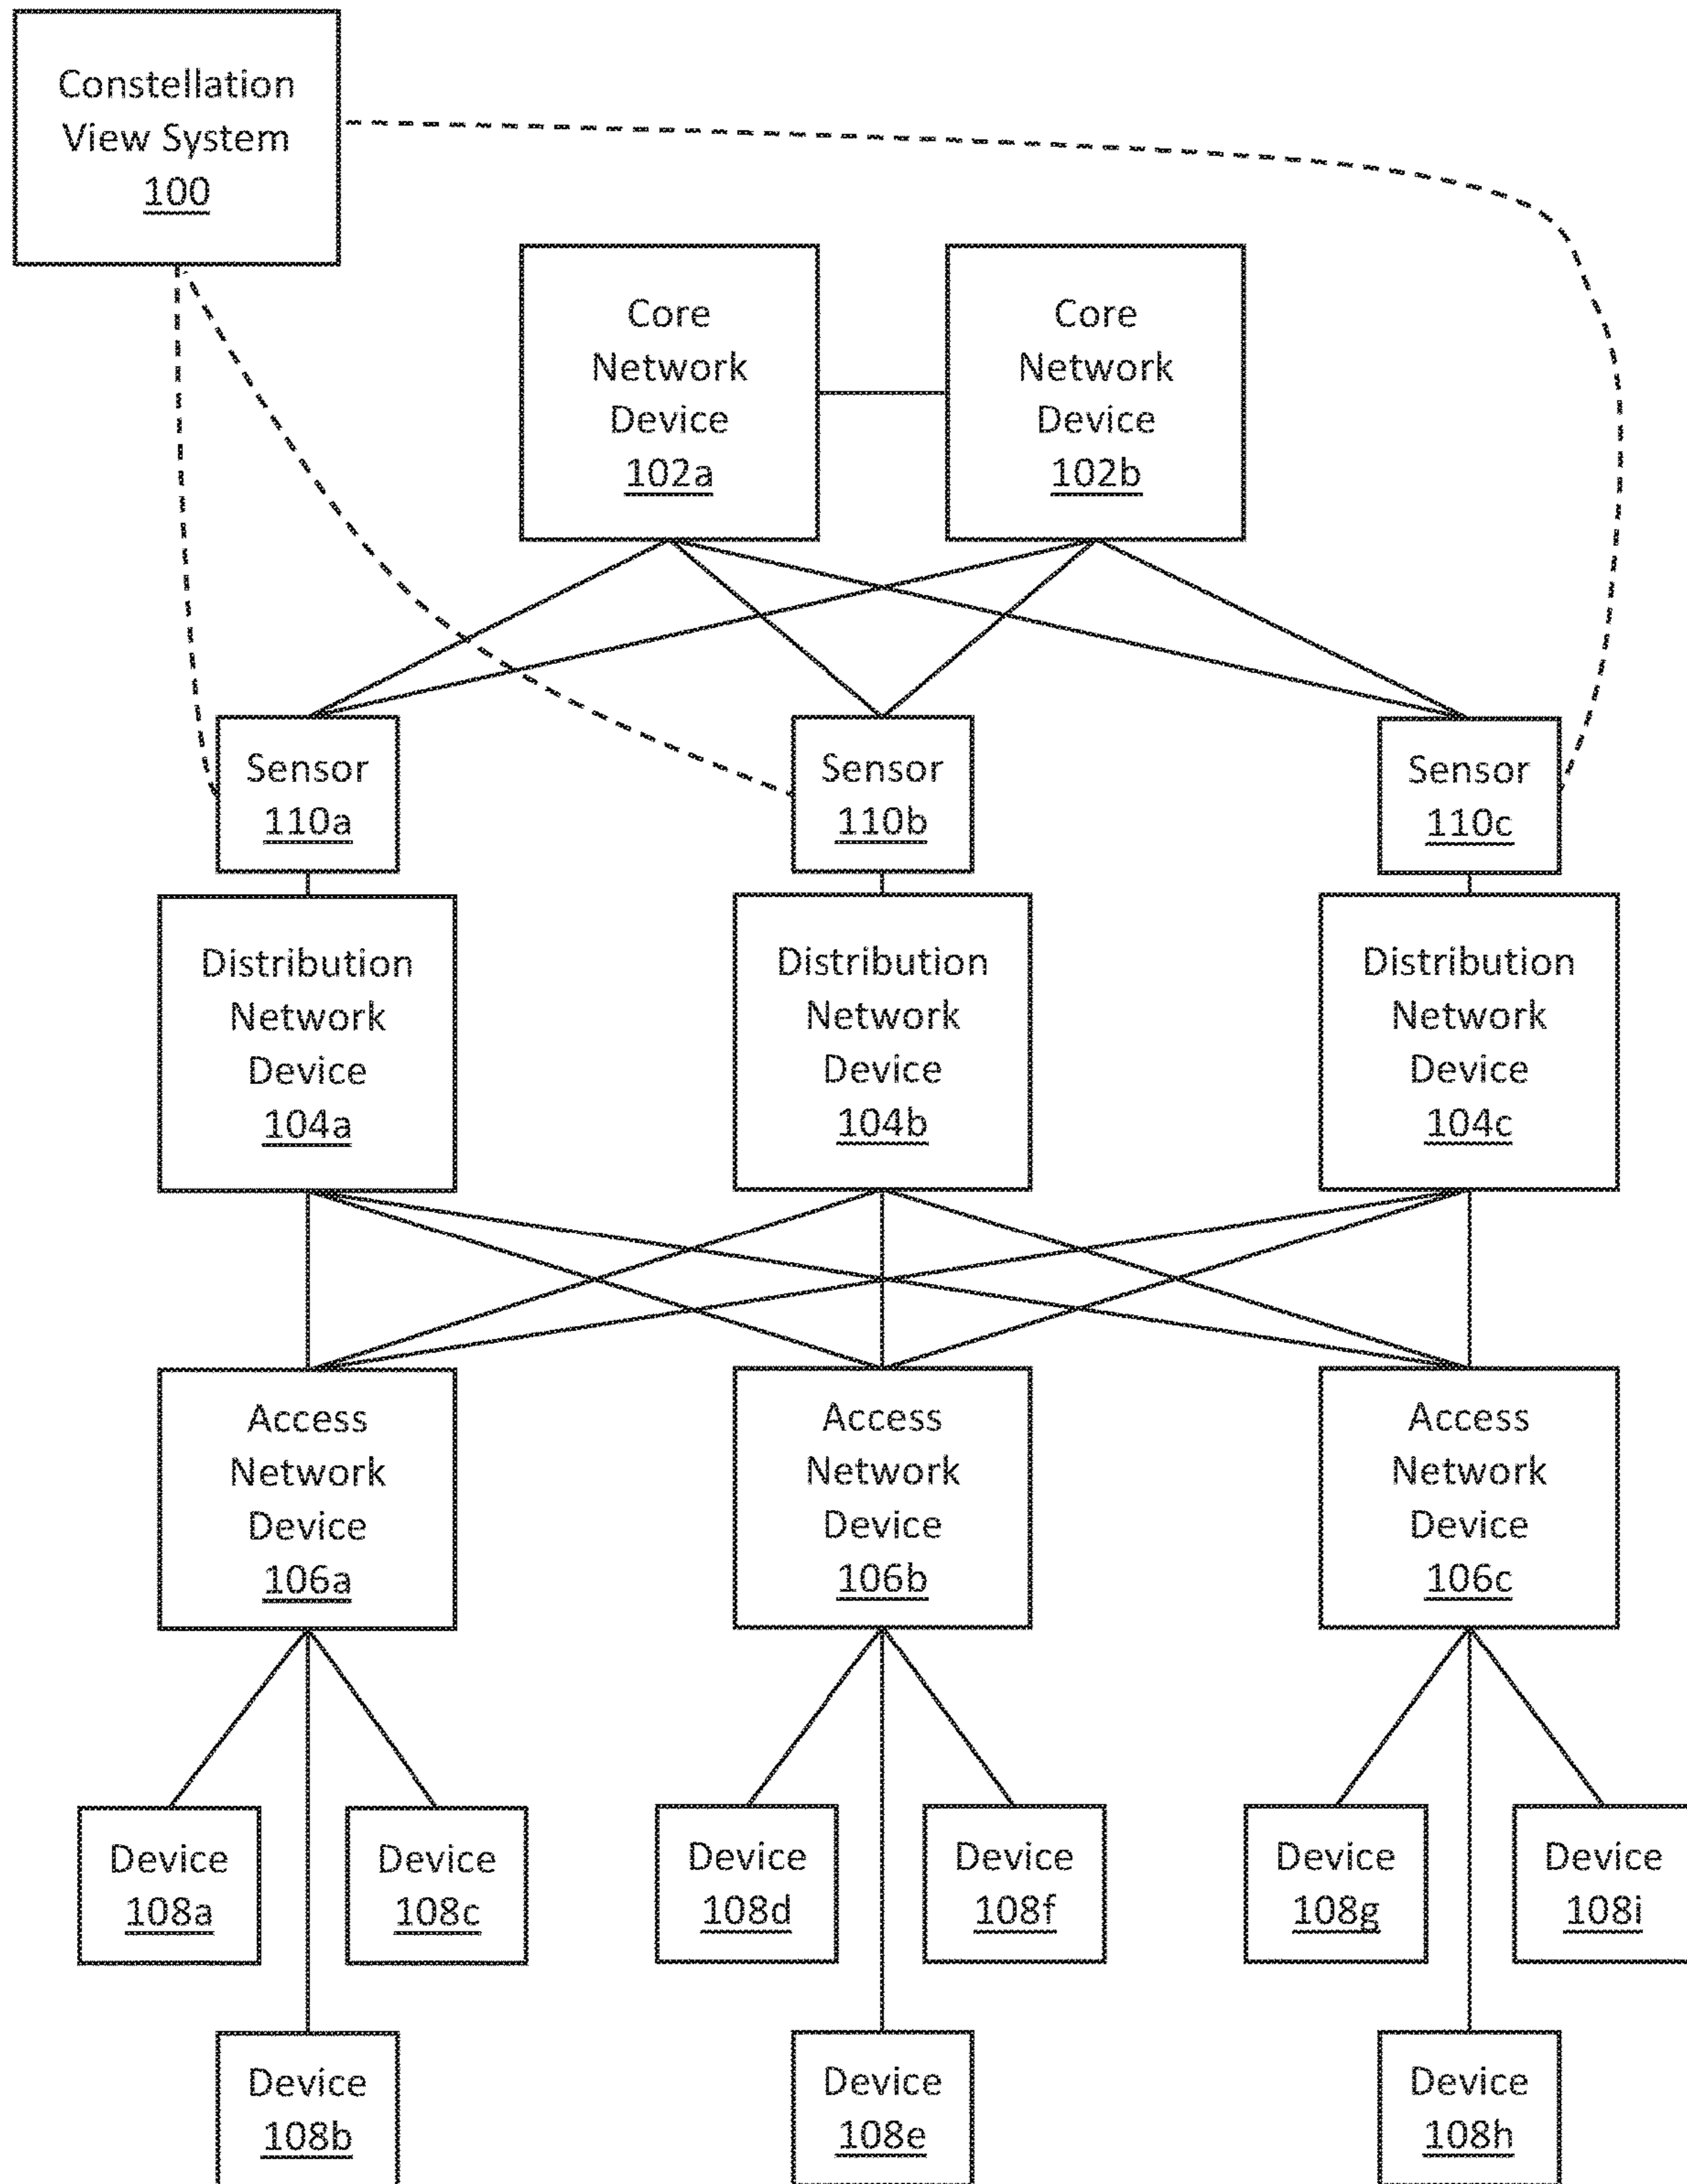 Constellation
View System
100
Core
Network
Device
102a
Core
Network
Device
102b
Sensor
110a
Sensor
110b
Sensor
110c
Distribution
Network
Device
104a
Distribution
Network
Device
104b
Distribution
Network
Device
104c
Access
Network
Device
106a
Access
Network
Device
106b
Access
Network
Device
106c
Device
108a
Device
108c
Device
108d
Device
108f
Device
108g
Device
108i
Device
108b
Device
108e
Device
108h